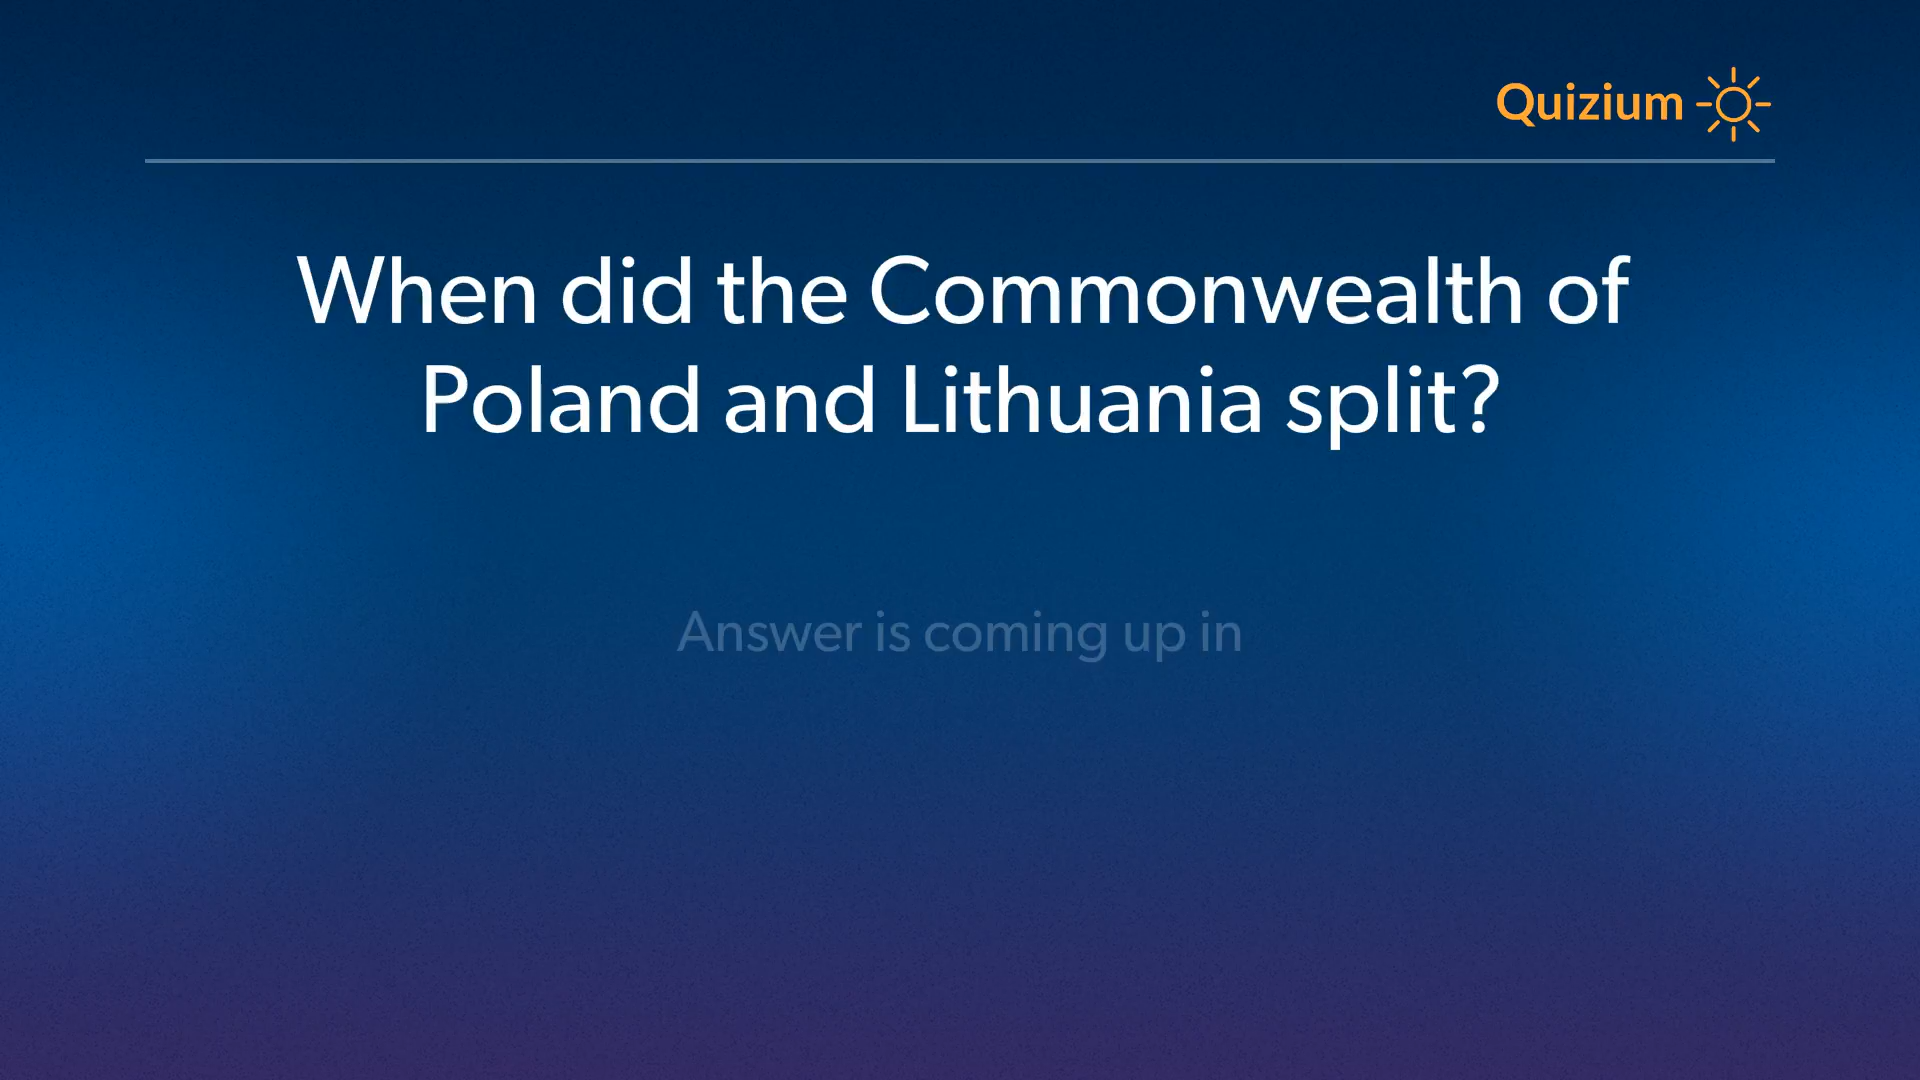 Quizium
When did the Commonwealth of
Poland and Lithuania split?
Answer is coming up in